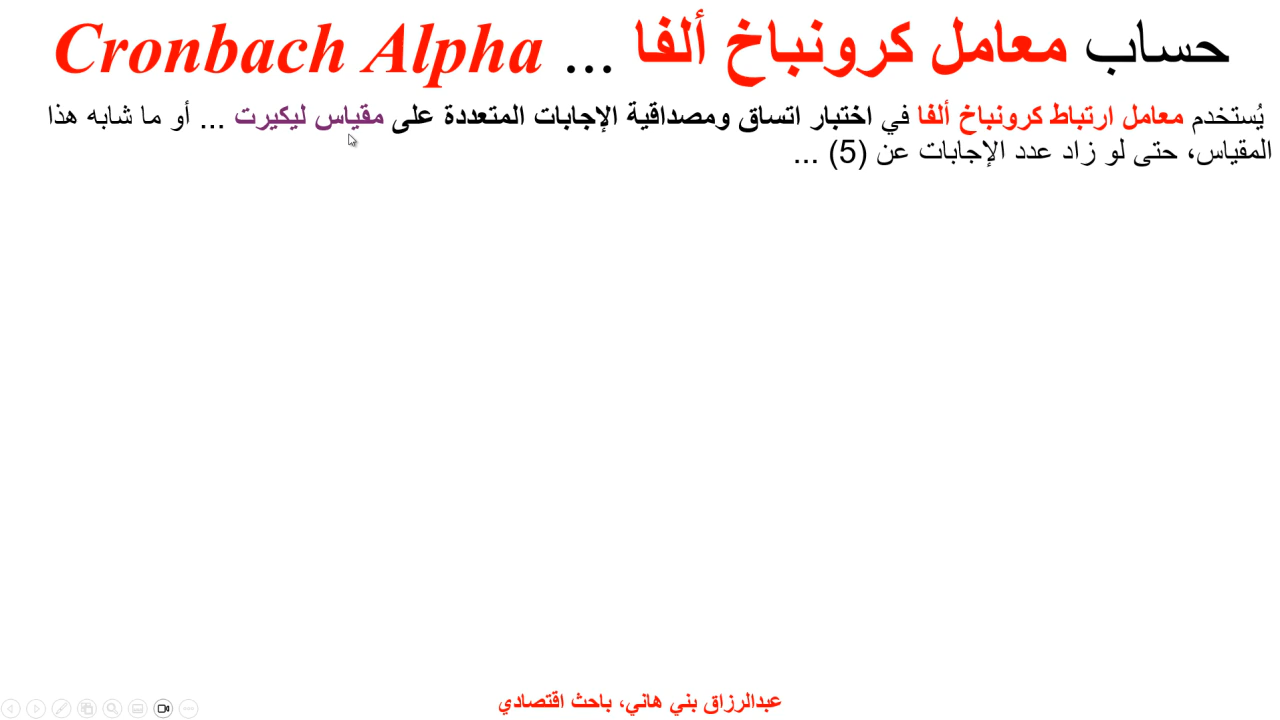 حساب معامل كرونباخ ألفا ... Cronbach Alpha
يُستخدم معامل ارتباط كرونباخ ألفا في اختبار اتساق ومصداقية الإجابات المتعددة على مقياس ليكيرت ... أو ما شابه هذا
المقياس، حتى لو زاد عدد الإجابات عن (5) ...
عبدالرزاق بني هاني، باحث اقتصادي